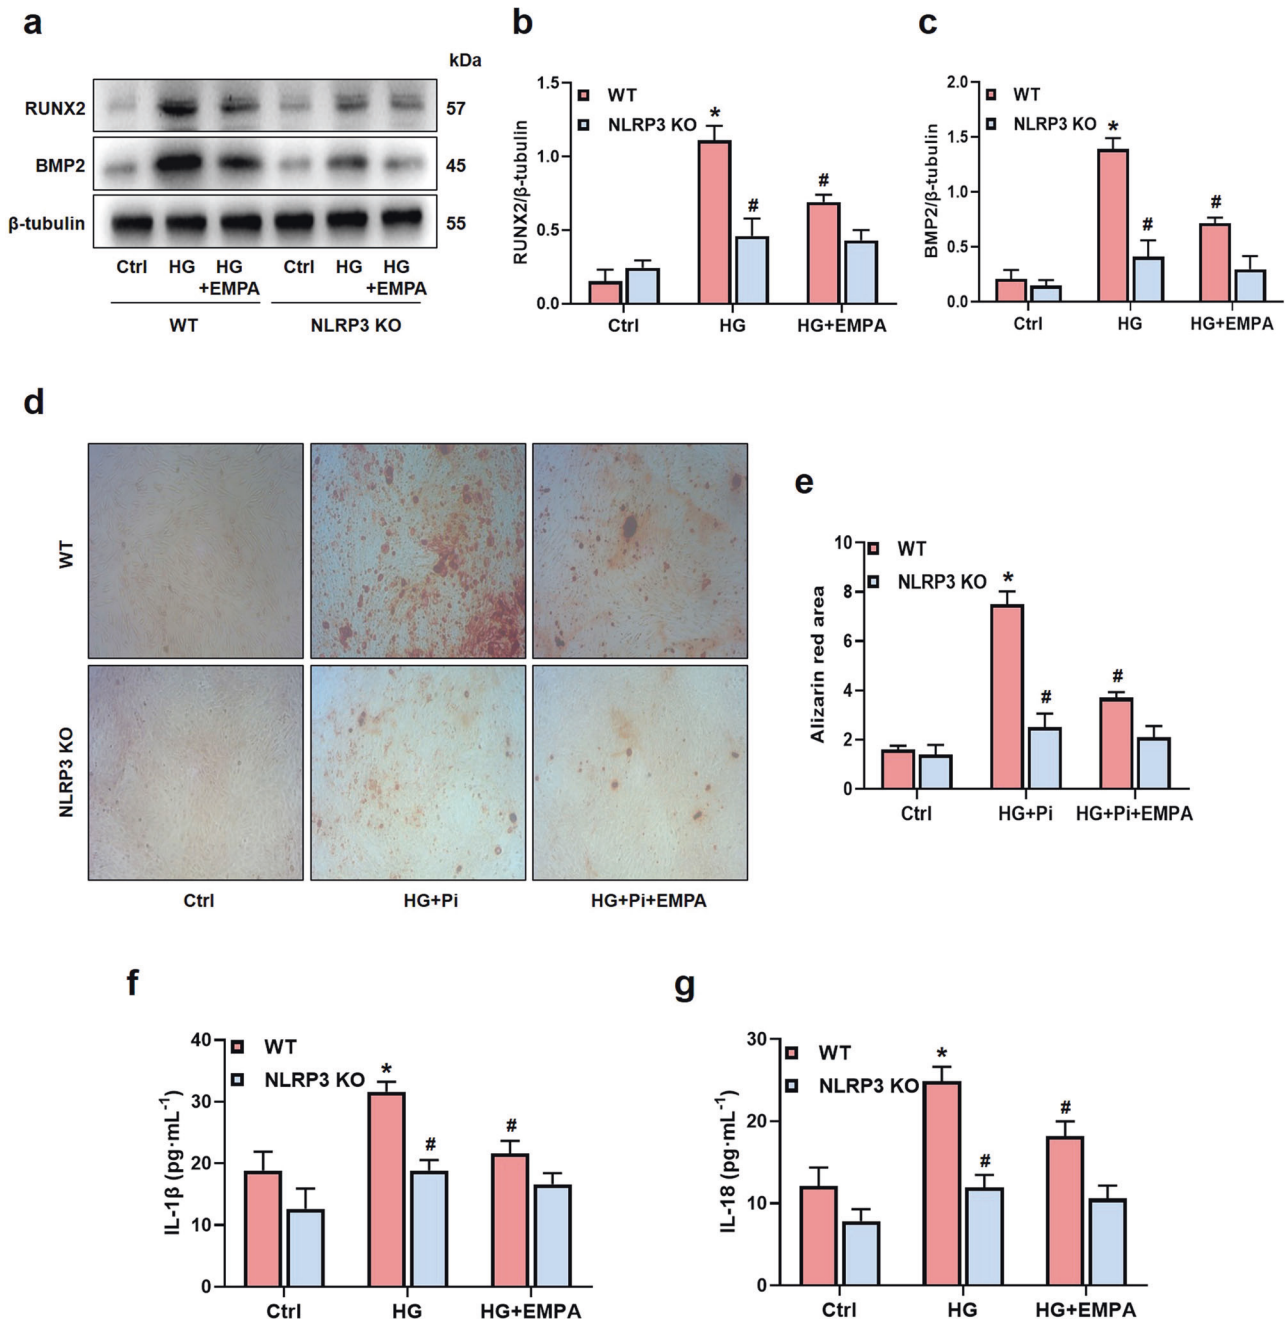 a
kDa
RUNX2
57
BMP2
45
β-tubulin
55
Ctrl HG HG Ctrl HG HG
+EMPA +EMPA
WT NLRP3 KO
b
RUNX2/β-tubulin
1.5
1.0
0.5
0.0
WT
NLRP3 KO
*
#
#
Ctrl HG HG+EMPA
c
BMP2/β-tubulin
2.0
1.5
1.0
0.5
0.0
WT
NLRP3 KO
*
#
#
Ctrl HG HG+EMPA
d
WT
NLRP3 KO
Ctrl HG+Pi HG+Pi+EMPA
e
Alizarin red area
10
8
6
4
2
0
WT
NLRP3 KO
*
#
#
Ctrl HG+Pi HG+Pi+EMPA
f
IL-1β (pg·mL⁻¹)
40
30
20
10
0
WT
NLRP3 KO
*
#
#
Ctrl HG HG+EMPA
g
IL-18 (pg·mL⁻¹)
30
20
10
0
WT
NLRP3 KO
*
#
#
Ctrl HG HG+EMPA